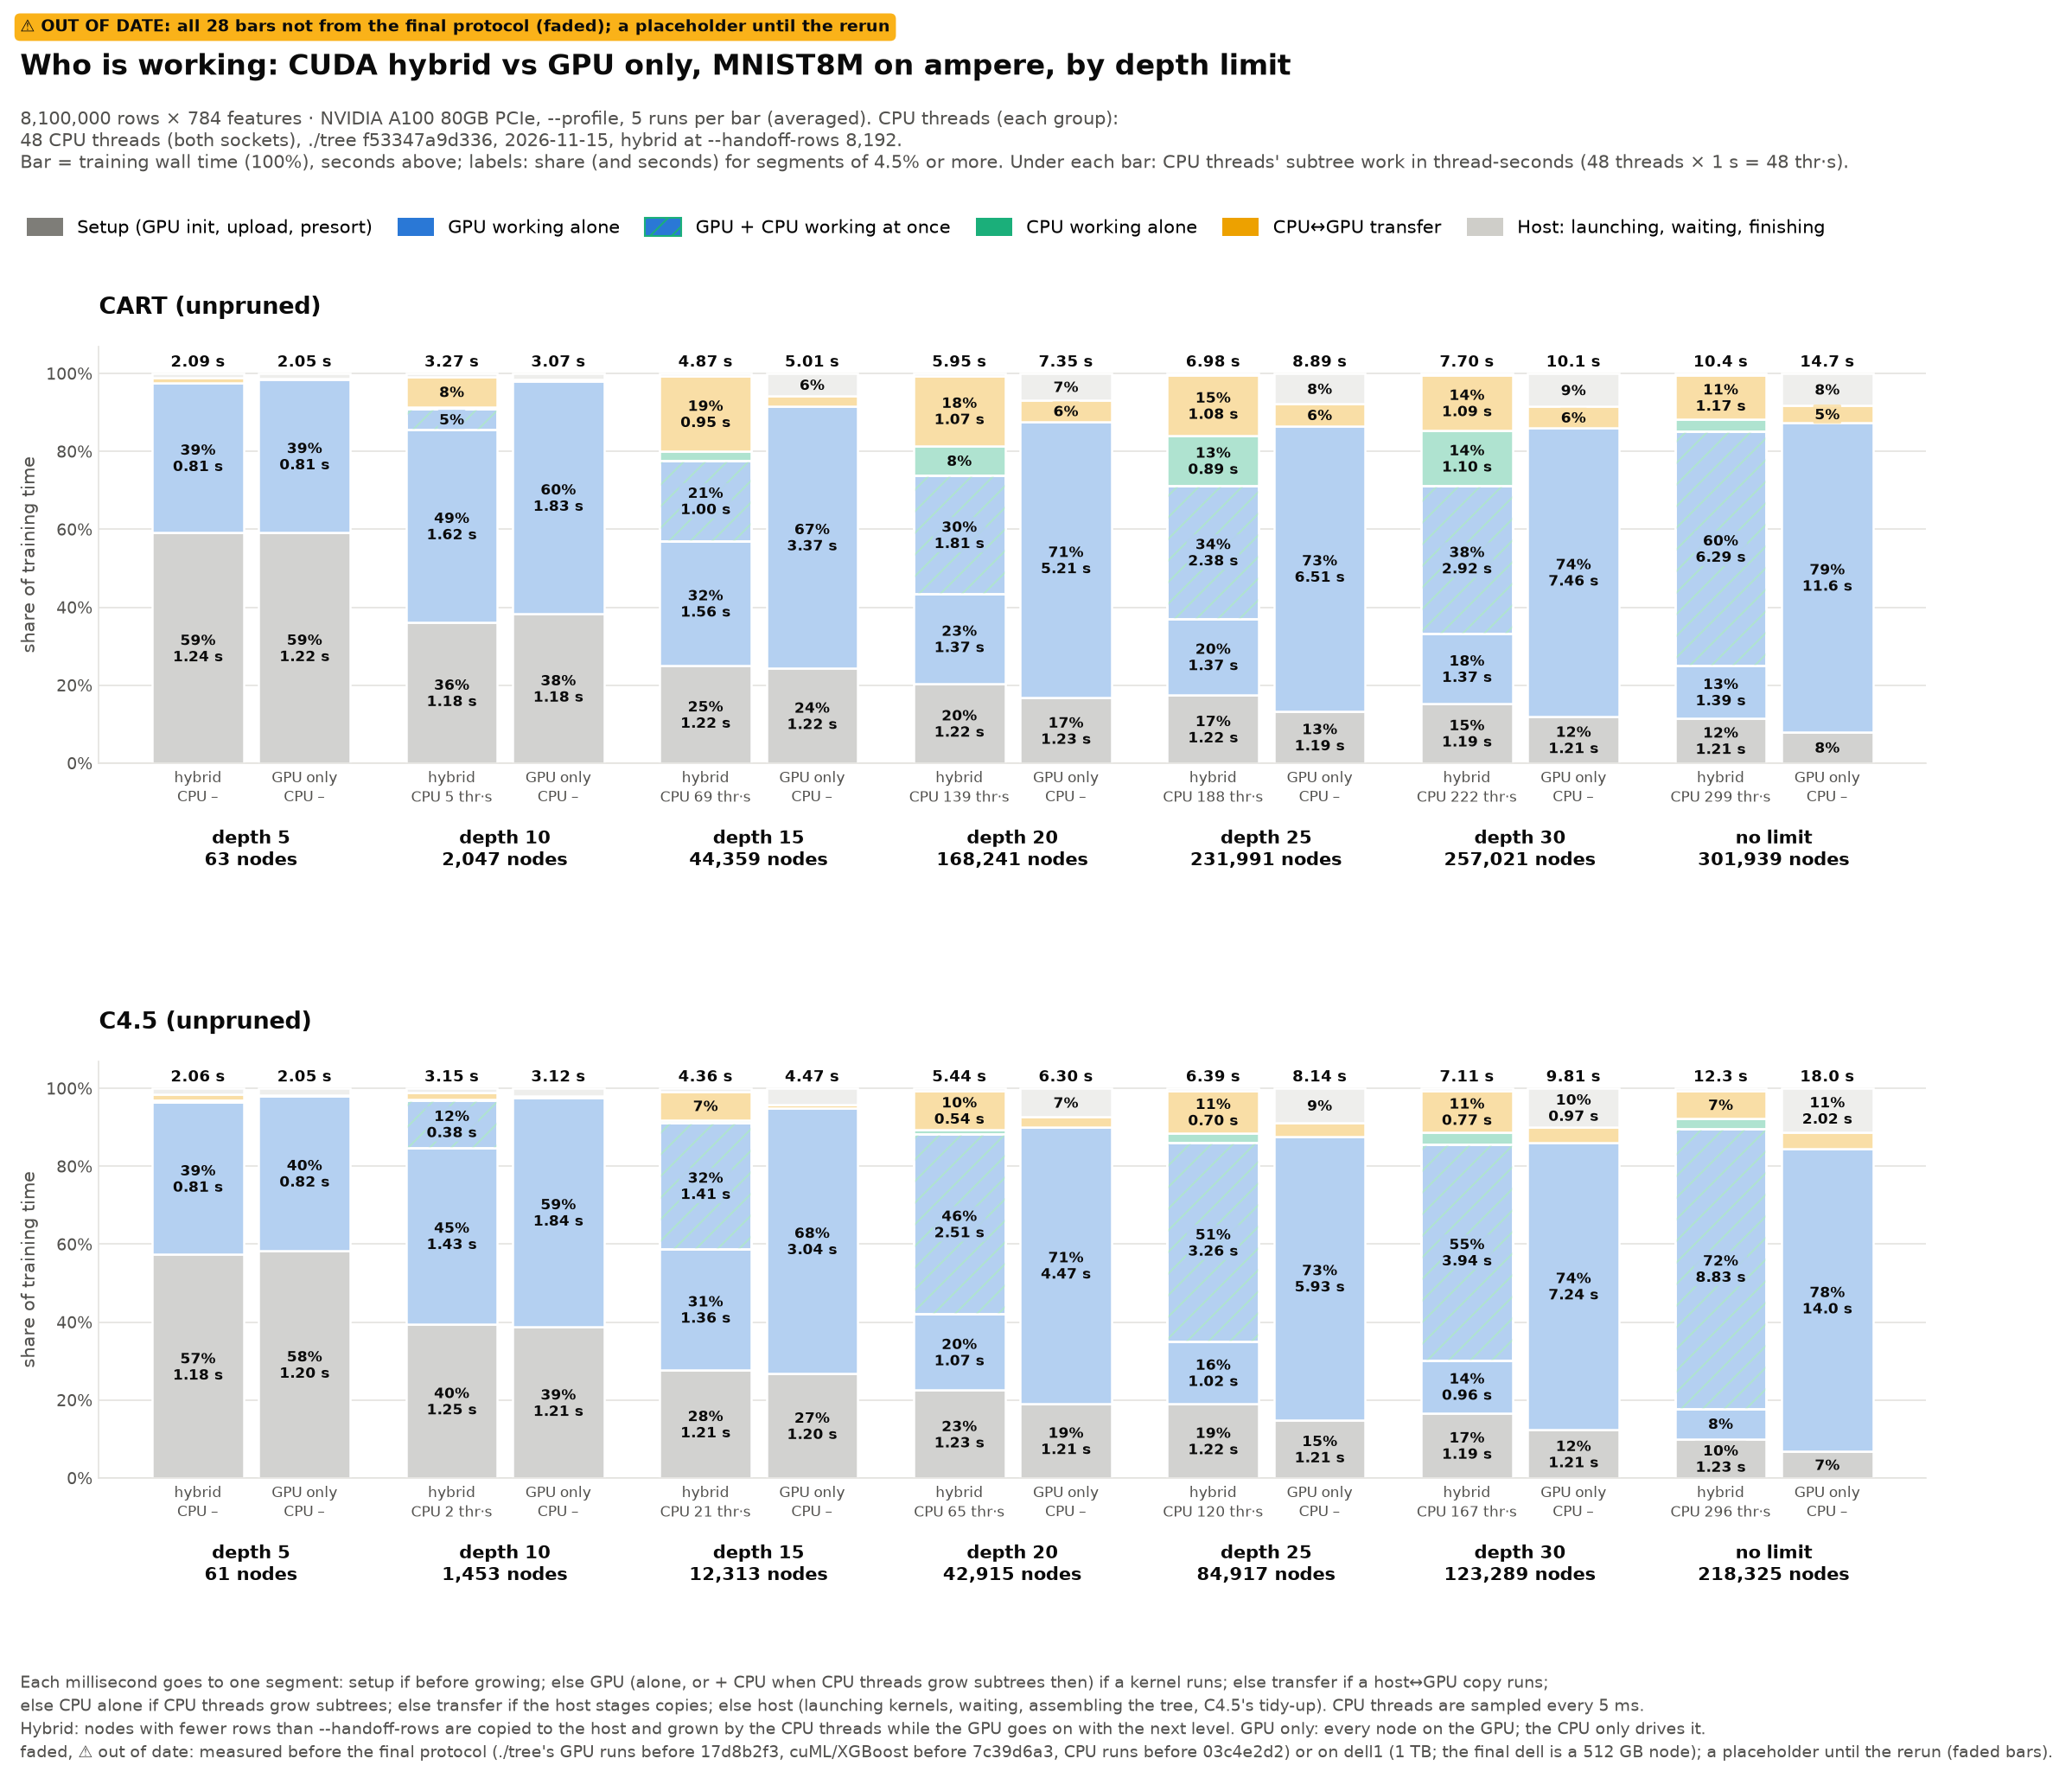 ⚠ OUT OF DATE: all 28 bars not from the final protocol (faded); a placeholder until the rerun
Who is working: CUDA hybrid vs GPU only, MNIST8M on ampere, by depth limit
8,100,000 rows × 784 features · NVIDIA A100 80GB PCIe, --profile, 5 runs per bar (averaged). CPU threads (each group):
48 CPU threads (both sockets), ./tree f53347a9d336, 2026-11-15, hybrid at --handoff-rows 8,192.
Bar = training wall time (100%), seconds above; labels: share (and seconds) for segments of 4.5% or more. Under each bar: CPU threads' subtree work in thread-seconds (48 threads × 1 s = 48 thr·s).
Setup (GPU init, upload, presort) GPU working alone GPU + CPU working at once CPU working alone CPU↔GPU transfer Host: launching, waiting, finishing
CART (unpruned)
2.09 s 2.05 s 3.27 s 3.07 s 4.87 s 5.01 s 5.95 s 7.35 s 6.98 s 8.89 s 7.70 s 10.1 s 10.4 s 14.7 s
share of training time
100%
80%
60%
40%
20%
0%
39%
0.81 s
59%
1.24 s
39%
0.81 s
59%
1.22 s
8%
5%
49%
1.62 s
36%
1.18 s
60%
1.83 s
38%
1.18 s
19%
0.95 s
21%
1.00 s
32%
1.56 s
25%
1.22 s
6%
67%
3.37 s
24%
1.22 s
18%
1.07 s
8%
30%
1.81 s
23%
1.37 s
20%
1.22 s
7%
6%
71%
5.21 s
17%
1.23 s
15%
1.08 s
13%
0.89 s
34%
2.38 s
20%
1.37 s
17%
1.22 s
8%
6%
73%
6.51 s
13%
1.19 s
14%
1.09 s
14%
1.10 s
38%
2.92 s
18%
1.37 s
15%
1.19 s
9%
6%
74%
7.46 s
12%
1.21 s
11%
1.17 s
60%
6.29 s
13%
1.39 s
12%
1.21 s
8%
5%
79%
11.6 s
8%
hybrid GPU only hybrid GPU only hybrid GPU only hybrid GPU only hybrid GPU only hybrid GPU only hybrid GPU only
CPU – CPU – CPU 5 thr·s CPU – CPU 69 thr·s CPU – CPU 139 thr·s CPU – CPU 188 thr·s CPU – CPU 222 thr·s CPU – CPU 299 thr·s CPU –
depth 5 depth 10 depth 15 depth 20 depth 25 depth 30 no limit
63 nodes 2,047 nodes 44,359 nodes 168,241 nodes 231,991 nodes 257,021 nodes 301,939 nodes
C4.5 (unpruned)
2.06 s 2.05 s 3.15 s 3.12 s 4.36 s 4.47 s 5.44 s 6.30 s 6.39 s 8.14 s 7.11 s 9.81 s 12.3 s 18.0 s
share of training time
100%
80%
60%
40%
20%
0%
39%
0.81 s
57%
1.18 s
40%
0.82 s
58%
1.20 s
12%
0.38 s
45%
1.43 s
40%
1.25 s
59%
1.84 s
39%
1.21 s
7%
32%
1.41 s
31%
1.36 s
28%
1.21 s
68%
3.04 s
27%
1.20 s
10%
0.54 s
46%
2.51 s
20%
1.07 s
23%
1.23 s
7%
71%
4.47 s
19%
1.21 s
11%
0.70 s
51%
3.26 s
16%
1.02 s
19%
1.22 s
9%
73%
5.93 s
15%
1.21 s
11%
0.77 s
55%
3.94 s
14%
0.96 s
17%
1.19 s
10%
0.97 s
74%
7.24 s
12%
1.21 s
7%
72%
8.83 s
8%
10%
1.23 s
11%
2.02 s
78%
14.0 s
7%
hybrid GPU only hybrid GPU only hybrid GPU only hybrid GPU only hybrid GPU only hybrid GPU only hybrid GPU only
CPU – CPU – CPU 2 thr·s CPU – CPU 21 thr·s CPU – CPU 65 thr·s CPU – CPU 120 thr·s CPU – CPU 167 thr·s CPU – CPU 296 thr·s CPU –
depth 5 depth 10 depth 15 depth 20 depth 25 depth 30 no limit
61 nodes 1,453 nodes 12,313 nodes 42,915 nodes 84,917 nodes 123,289 nodes 218,325 nodes
Each millisecond goes to one segment: setup if before growing; else GPU (alone, or + CPU when CPU threads grow subtrees then) if a kernel runs; else transfer if a host↔GPU copy runs;
else CPU alone if CPU threads grow subtrees; else transfer if the host stages copies; else host (launching kernels, waiting, assembling the tree, C4.5's tidy-up). CPU threads are sampled every 5 ms.
Hybrid: nodes with fewer rows than --handoff-rows are copied to the host and grown by the CPU threads while the GPU goes on with the next level. GPU only: every node on the GPU; the CPU only drives it.
faded, ⚠ out of date: measured before the final protocol (./tree's GPU runs before 17d8b2f3, cuML/XGBoost before 7c39d6a3, CPU runs before 03c4e2d2) or on dell1 (1 TB; the final dell is a 512 GB node); a placeholder until the rerun (faded bars).